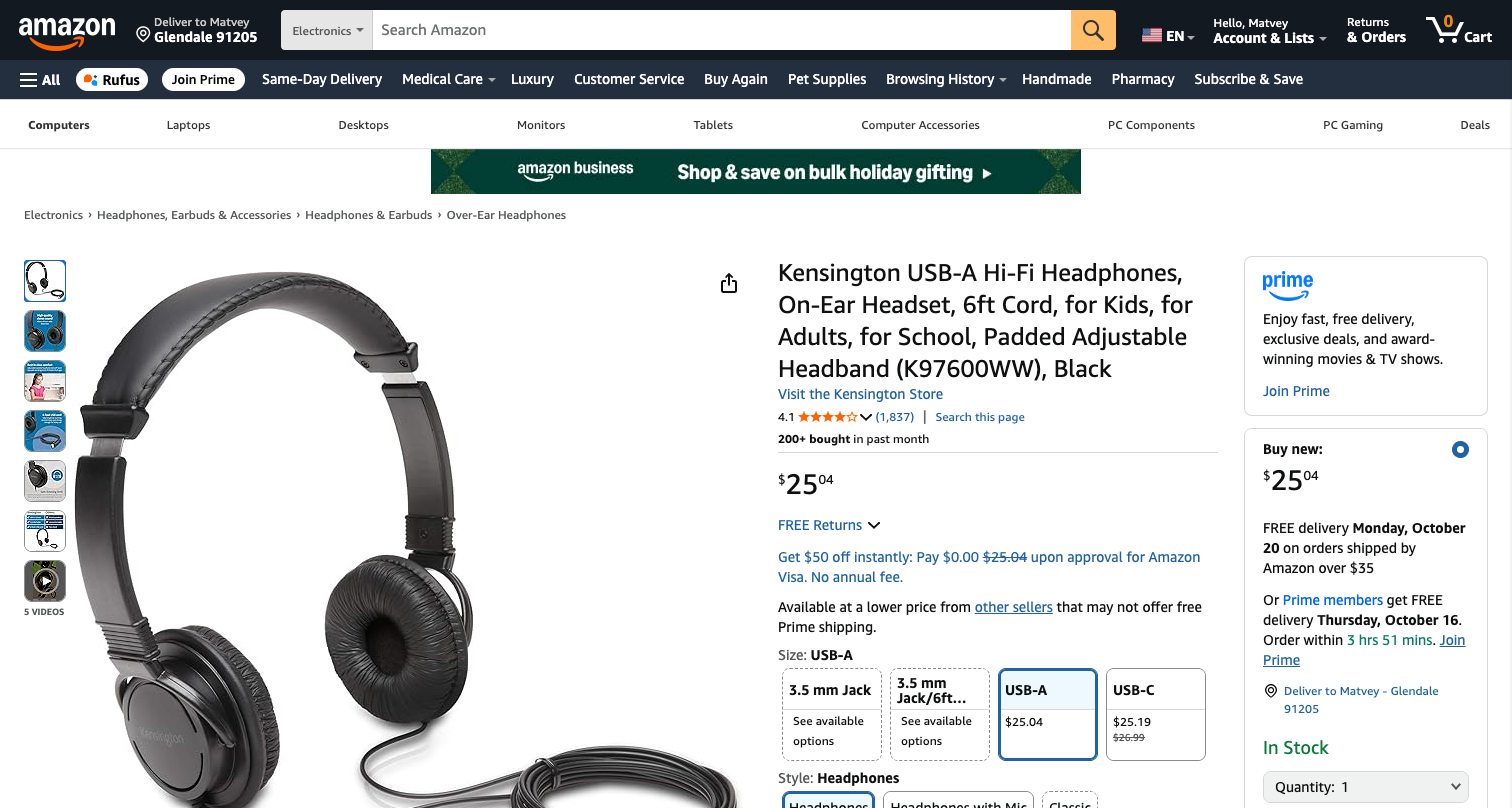 amazon
Deliver to Matvey
Glendale 91205
Electronics
Search Amazon
EN
Hello, Matvey
Account & Lists
Returns
& Orders
0
Cart
All
Rufus
Join Prime
Same-Day Delivery
Medical Care
Luxury
Customer Service
Buy Again
Pet Supplies
Browsing History
Handmade
Pharmacy
Subscribe & Save
Computers
Laptops
Desktops
Monitors
Tablets
Computer Accessories
PC Components
PC Gaming
Deals
amazon business
Shop & save on bulk holiday gifting
Electronics › Headphones, Earbuds & Accessories › Headphones & Earbuds › Over-Ear Headphones
5 VIDEOS
Kensington
Kensington USB-A Hi-Fi Headphones,
On-Ear Headset, 6ft Cord, for Kids, for
Adults, for School, Padded Adjustable
Headband (K97600WW), Black
Visit the Kensington Store
4.1 (1,837) | Search this page
200+ bought in past month
$2504
FREE Returns
Get $50 off instantly: Pay $0.00 $25.04 upon approval for Amazon
Visa. No annual fee.
Available at a lower price from other sellers that may not offer free
Prime shipping.
Size: USB-A
3.5 mm Jack
See available
options
3.5 mm
Jack/6ft...
See available
options
USB-A
$25.04
USB-C
$25.19
$26.99
Style: Headphones
Headphones
Headphones with Mic
Classic
prime
Enjoy fast, free delivery,
exclusive deals, and award-
winning movies & TV shows.
Join Prime
Buy new:
$2504
FREE delivery Monday, October
20 on orders shipped by
Amazon over $35
Or Prime members get FREE
delivery Thursday, October 16.
Order within 3 hrs 51 mins. Join
Prime
Deliver to Matvey - Glendale
91205
In Stock
Quantity: 1